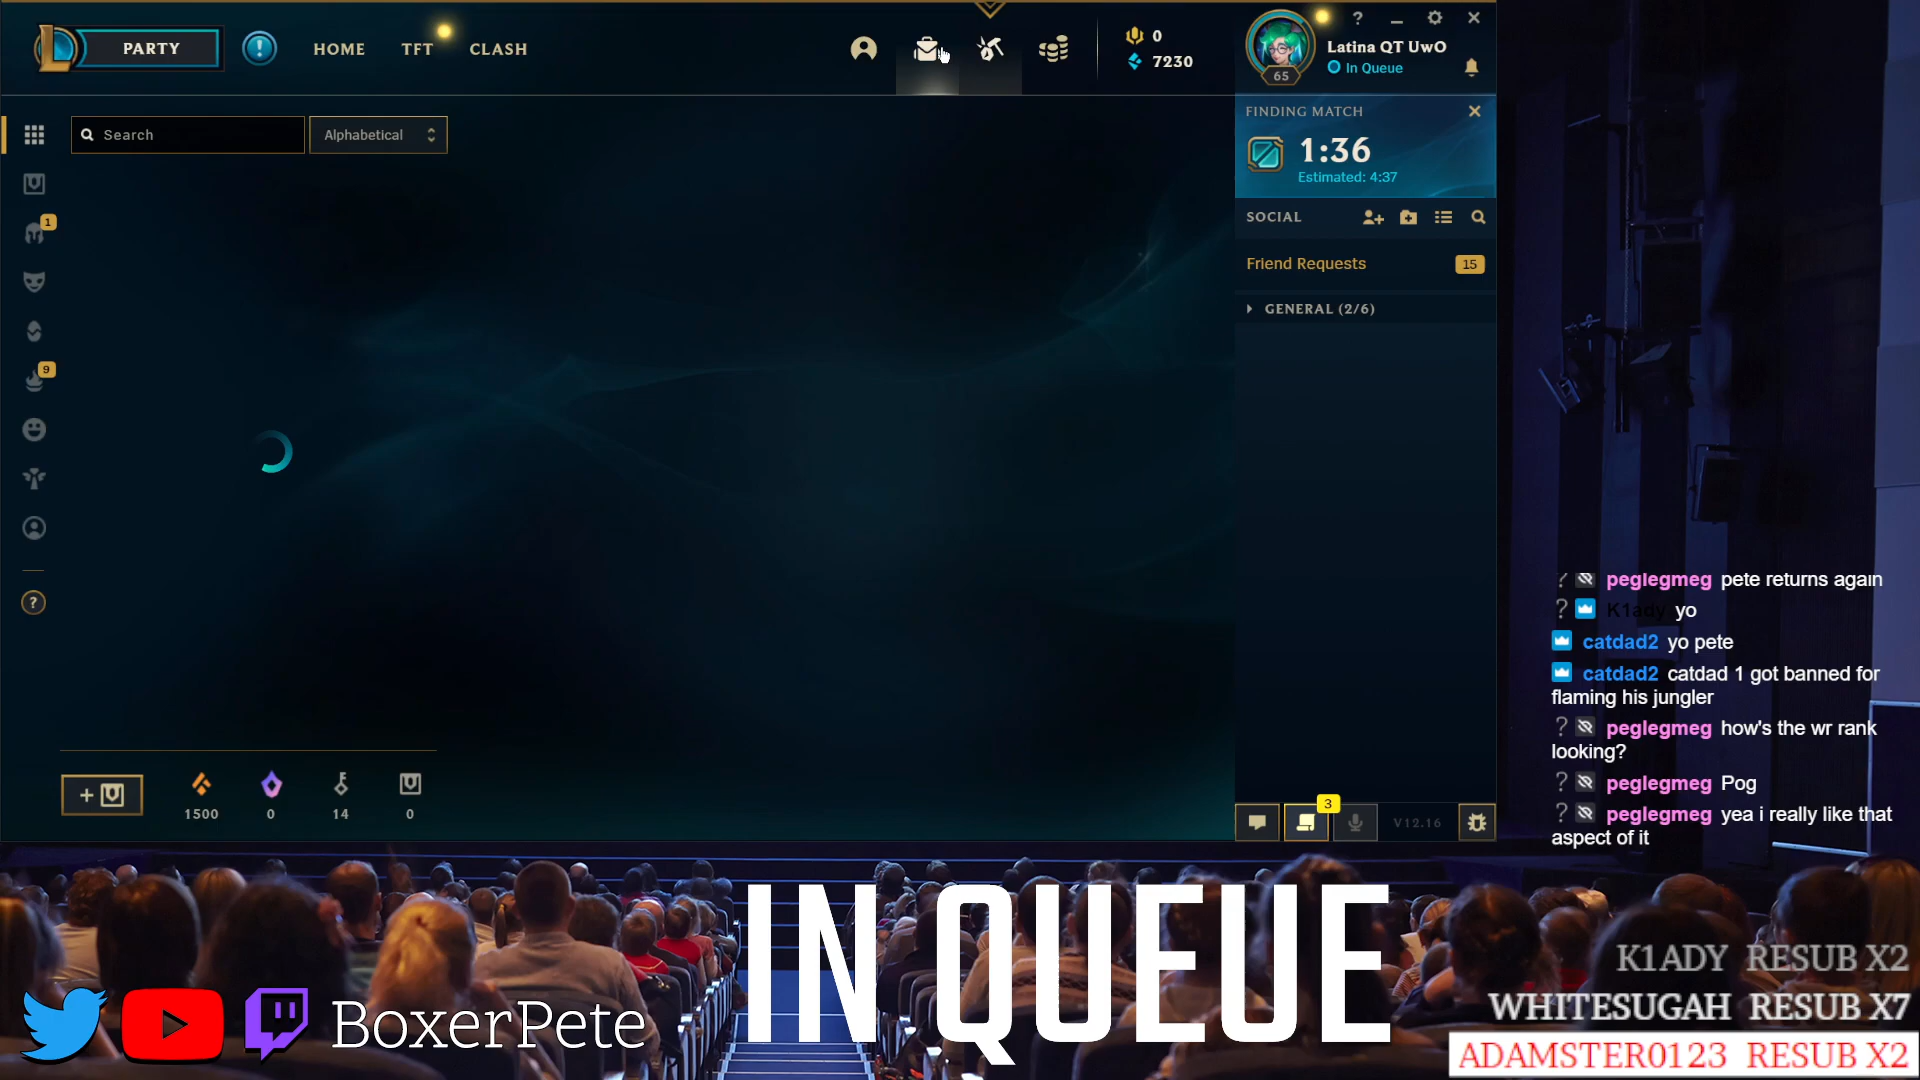 PARTY
HOME
TFT
CLASH
0
7230
65
Latina QT UwO
In Queue
Search
Alphabetical
FINDING MATCH
1:36
Estimated: 4:37
SOCIAL
Friend Requests
15
GENERAL (2/6)
1
9
?
1500
0
14
0
3
V12.16
? peglegmeg pete returns again
? K1ady yo
catdad2 yo pete
catdad2 catdad 1 got banned for
flaming his jungler
? peglegmeg how's the wr rank
looking?
? peglegmeg Pog
? peglegmeg yea i really like that
aspect of it
IN QUEUE
BoxerPete
K1ADY RESUB X2
WHITESUGAH RESUB X7
ADAMSTER0123 RESUB X2